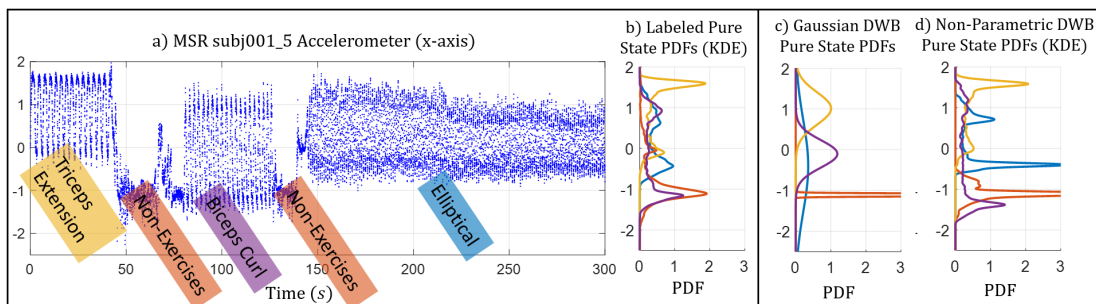 a) MSR subj001_5 Accelerometer (x-axis)
2
1
0
-1
-2
0
50
100
150
200
250
300
Time (s)
Triceps
Extension
Non-Exercises
Biceps Curl
Non-Exercises
Elliptical
b) Labeled Pure
State PDFs (KDE)
2
1
0
-1
-2
0 1 2 3
PDF
c) Gaussian DWB
Pure State PDFs
2
1
0
-1
-2
0 1 2 3
PDF
d) Non-Parametric DWB
Pure State PDFs (KDE)
2
1
0
-1
-2
0 1 2 3
PDF